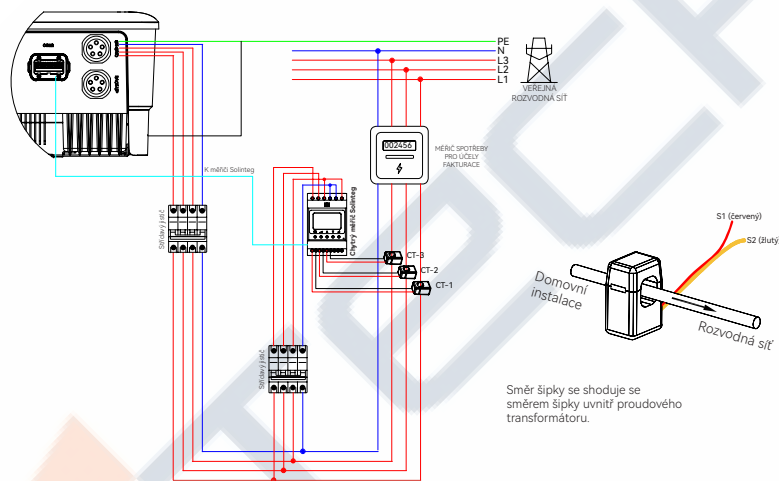 PE
N
L3
L2
L1
VEŘEJNÁ
ROZVODNÁ SÍŤ
002456
MĚŘIČ SPOTŘEBY
PRO ÚČELY
FAKTURACE
K měřiči Solinteg
Střídavý jistič
Chytrý měřič Solinteg
CT-3
CT-2
CT-1
Střídavý jistič
S1 (červený)
S2 (žlutý)
Domovní
instalace
Rozvodná síť
Směr šipky se shoduje se
směrem šipky uvnitř proudového
transformátoru.